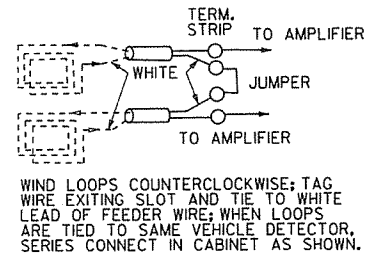 TERM.
STRIP
TO AMPLIFIER
WHITE
JUMPER
TO AMPLIFIER
WIND LOOPS COUNTERCLOCKWISE; TAG
WIRE EXITING SLOT AND TIE TO WHITE
LEAD OF FEEDER WIRE; WHEN LOOPS
ARE TIED TO SAME VEHICLE DETECTOR,
SERIES CONNECT IN CABINET AS SHOWN.